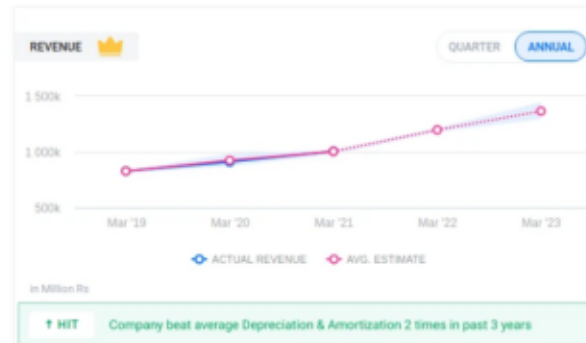 REVENUE
QUARTER ANNUAL
1 500k
1 000k
500k
Mar '19 Mar '20 Mar '21 Mar '22 Mar '23
ACTUAL REVENUE AVG. ESTIMATE
in Million Rs
↑ HIT Company beat average Depreciation & Amortization 2 times in past 3 years